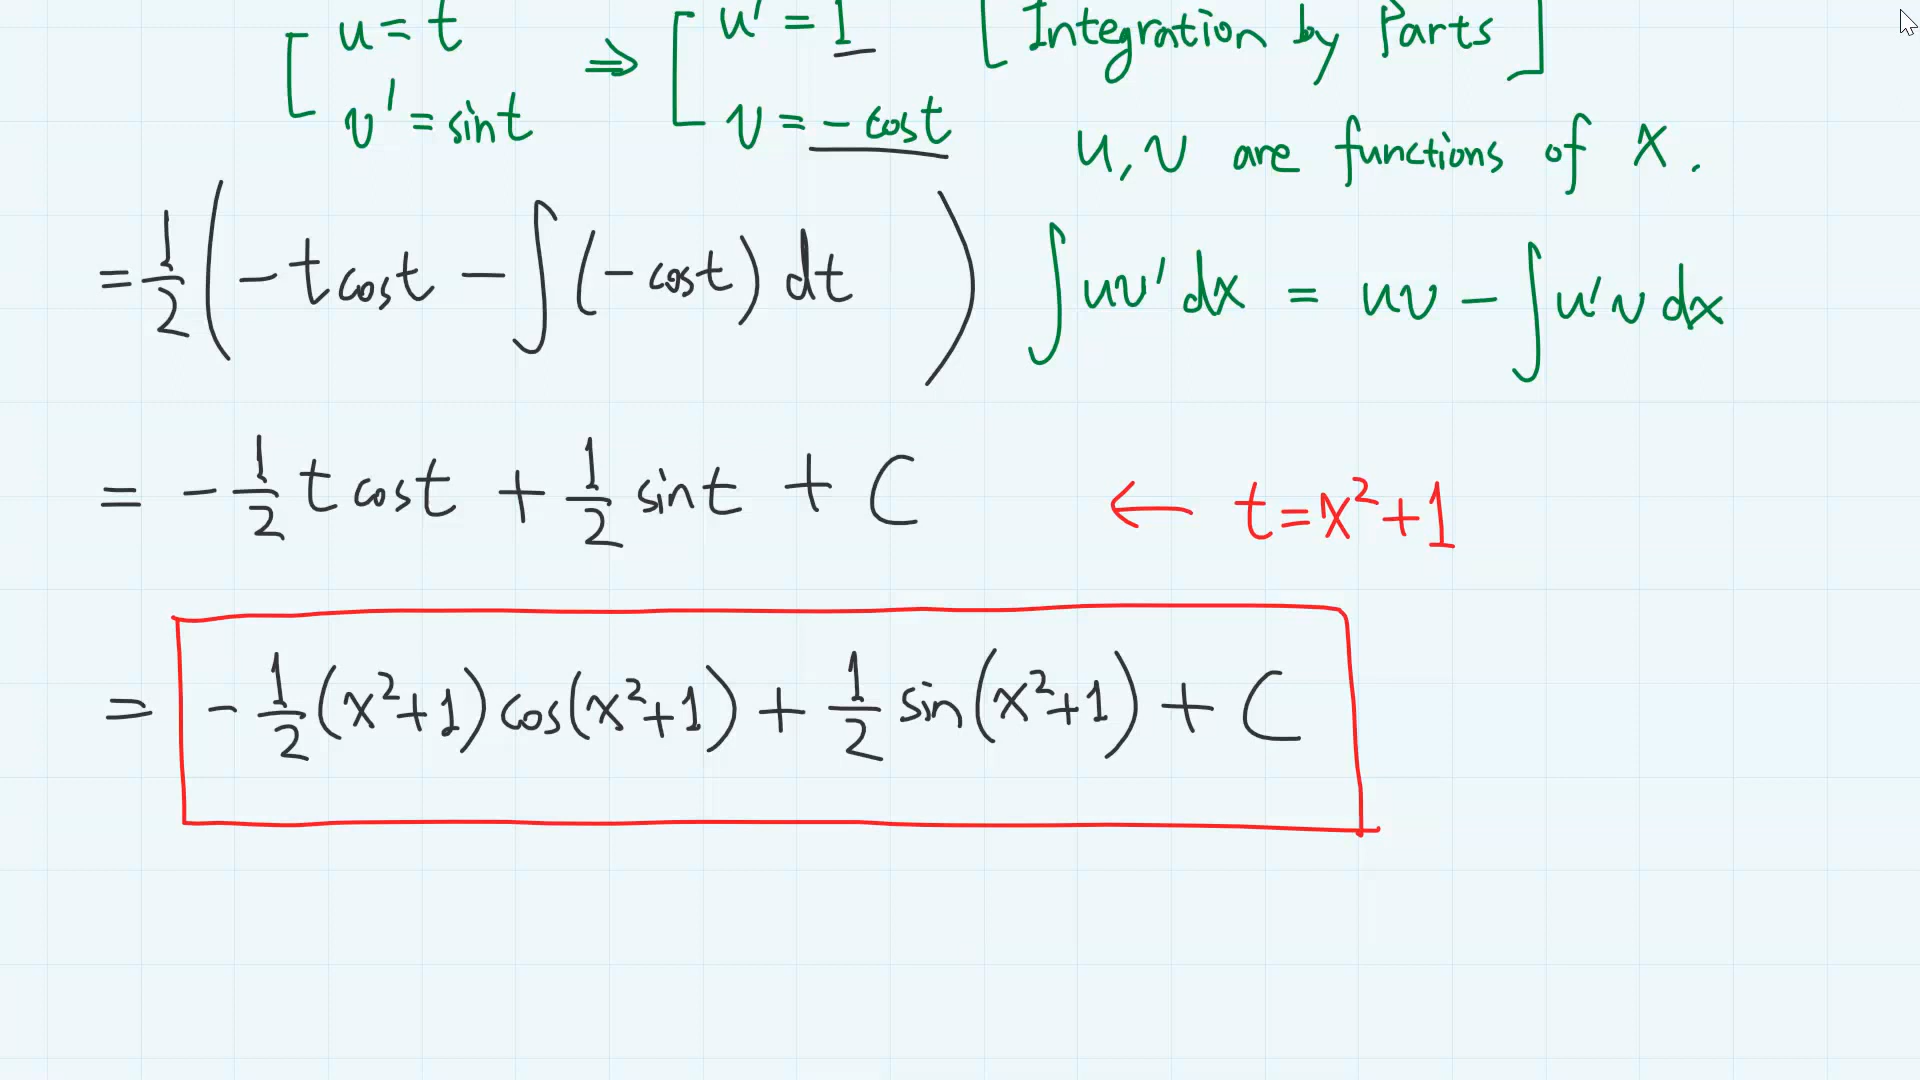 u = t ⇒ u' = 1 [Integration by Parts]
v' = sin t v = - cos t u, v are functions of x.
= 1/2 ( - t cos t - ∫ (- cos t) dt ) ∫ uv' dx = uv - ∫ u'v dx
= - 1/2 t cos t + 1/2 sin t + C ← t = x² + 1
= - 1/2 (x²+1) cos(x²+1) + 1/2 sin(x²+1) + C